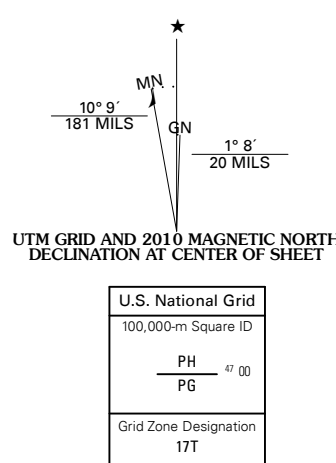 ★
MN
GN
10° 9´
181 MILS
1° 8´
20 MILS
UTM GRID AND 2010 MAGNETIC NORTH
DECLINATION AT CENTER OF SHEET
U.S. National Grid
100,000-m Square ID
PH
47 00
PG
Grid Zone Designation
17T